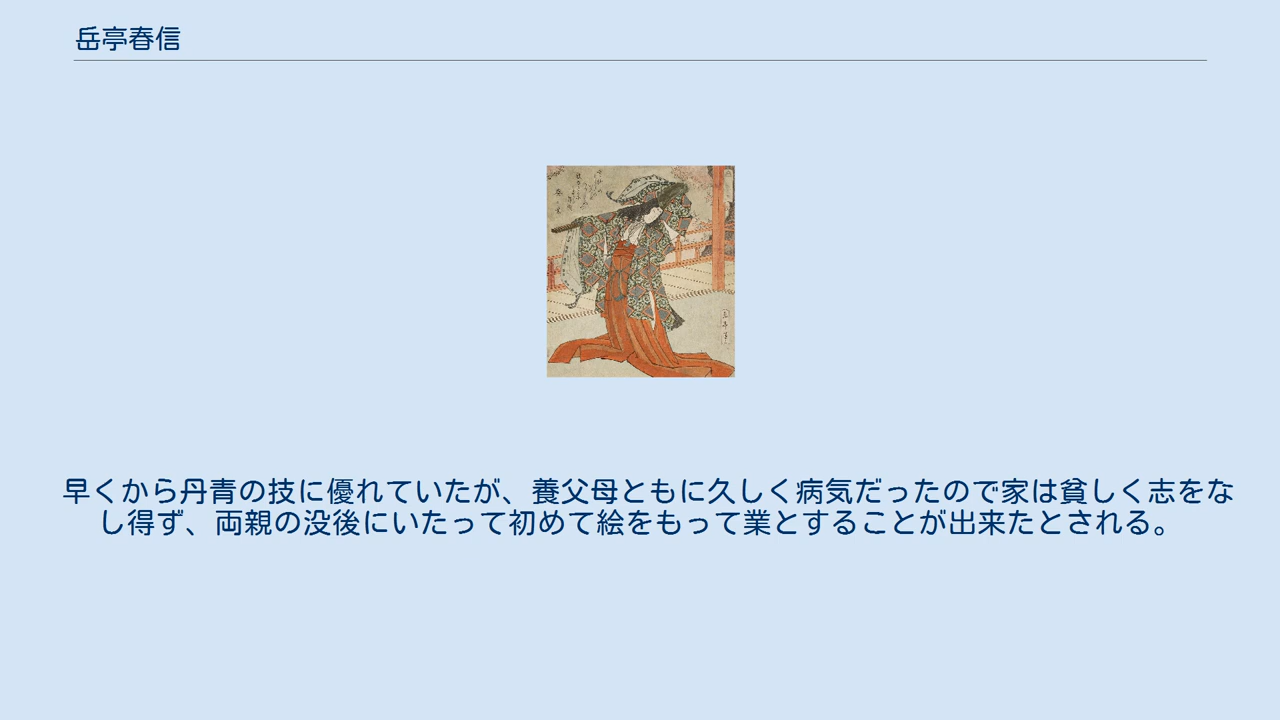 岳亭春信
早くから丹青の技に優れていたが、養父母ともに久しく病気だったので家は貧しく志をな
し得ず、両親の没後にいたって初めて絵をもって業とすることが出来たとされる。